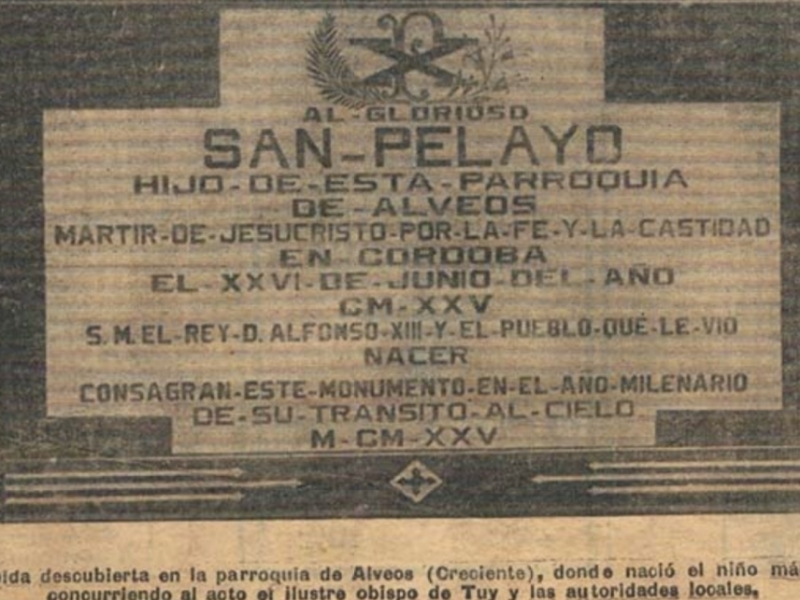 AL-GLORIOSO
SAN-PELAYO
HIJO-DE-ESTA-PARROQUIA
DE-ALVEOS
MARTIR-DE-JESUCRISTO-POR-LA-FE-Y-LA-CASTIDAD
EN-CORDOBA
EL-XXVI-DE-JUNIO-DEL-AÑO
CM-XXV
S.M.EL-REY-D.ALFONSO-XIII-Y-EL-PUEBLO-QUE-LE-VIO
NACER
CONSAGRAN-ESTE-MONUMENTO-EN-EL-AÑO-MILENARIO
DE-SU-TRANSITO-AL-CIELO
M-CM-XXV
descubierta en la parroquia de Alveos (Creciente), donde nació el niño
concurriendo al acto el ilustre obispo de Tuy y las autoridades locales.